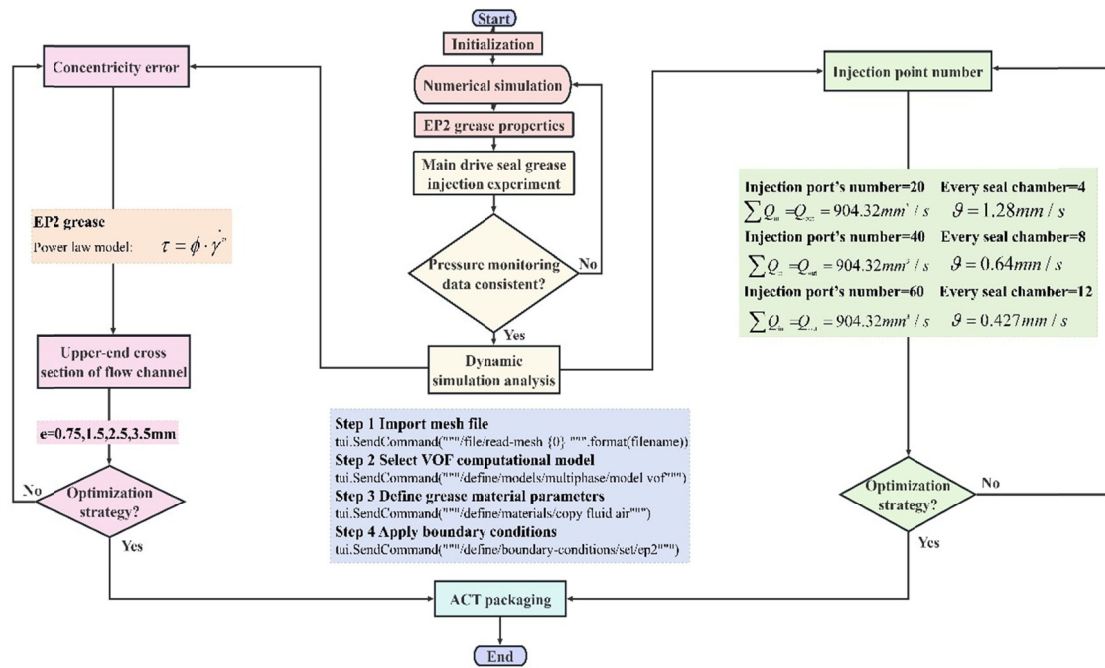 Start
Initialization
Numerical simulation
EP2 grease properties
Main drive seal grease
injection experiment
Pressure monitoring
data consistent?
No
Yes
Dynamic
simulation analysis
Concentricity error
EP2 grease
Power law model: τ = ϕ · γ̇ⁿ
Upper-end cross
section of flow channel
e=0.75,1.5,2.5,3.5mm
Optimization
strategy?
No
Yes
Step 1 Import mesh file
tui.SendCommand("""/file/read-mesh {0} """.format(filename))
Step 2 Select VOF computational model
tui.SendCommand("""/define/models/multiphase/model vof""")
Step 3 Define grease material parameters
tui.SendCommand("""/define/materials/copy fluid air""")
Step 4 Apply boundary conditions
tui.SendCommand("""/define/boundary-conditions/set/ep2""")
Injection point number
Injection port's number=20 Every seal chamber=4
∑Q =Q = 904.32mm / s ϑ = 1.28mm / s
Injection port's number=40 Every seal chamber=8
∑Q =Q = 904.32mm / s ϑ = 0.64mm / s
Injection port's number=60 Every seal chamber=12
∑Q =Q = 904.32mm / s ϑ = 0.427mm / s
Optimization
strategy?
No
Yes
ACT packaging
End